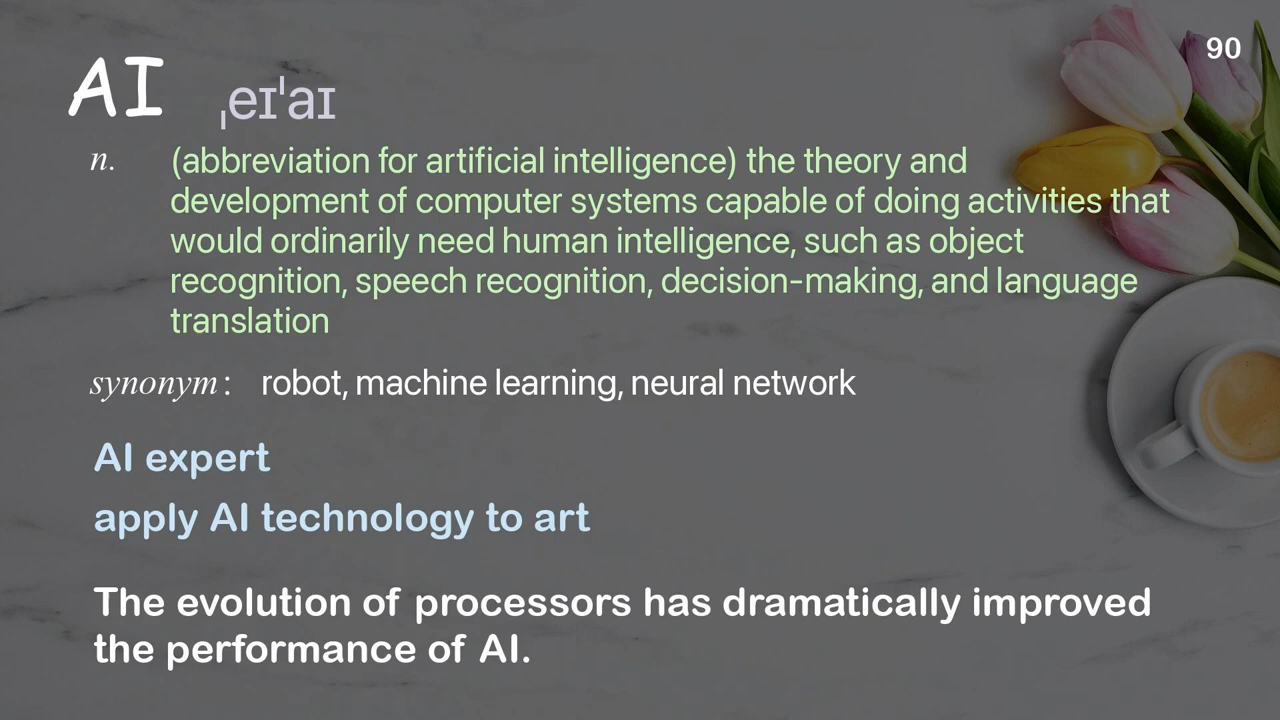 90
AI ˌeɪˈaɪ
n. (abbreviation for artificial intelligence) the theory and
development of computer systems capable of doing activities that
would ordinarily need human intelligence, such as object
recognition, speech recognition, decision-making, and language
translation
synonym: robot, machine learning, neural network
AI expert
apply AI technology to art
The evolution of processors has dramatically improved
the performance of AI.